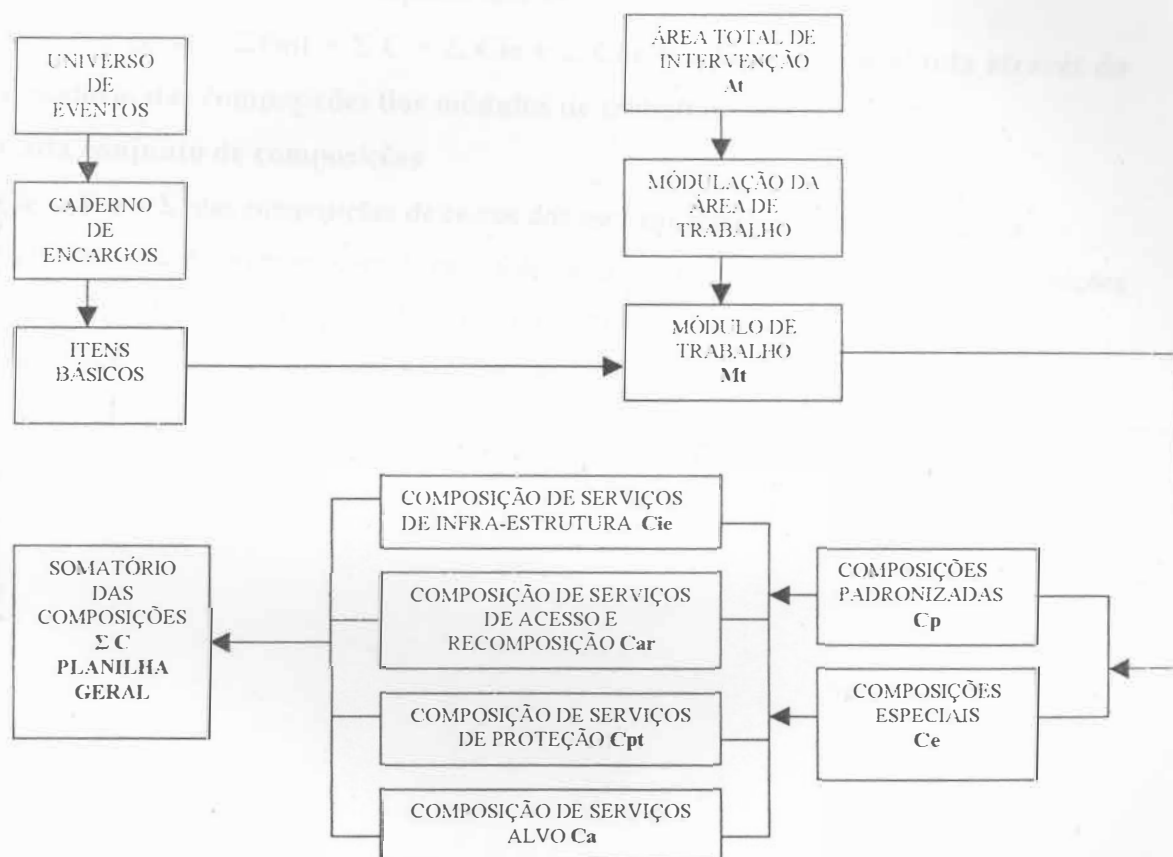 UNIVERSO
DE
EVENTOS
CADERNO
DE
ENCARGOS
ITENS
BÁSICOS
ÁREA TOTAL DE
INTERVENÇÃO
At
MÓDULAÇÃO DA
ÁREA DE
TRABALHO
MÓDULO DE
TRABALHO
Mt
COMPOSIÇÕES
PADRONIZADAS
Cp
COMPOSIÇÕES
ESPECIAIS
Ce
COMPOSIÇÃO DE SERVIÇOS
DE INFRA-ESTRUTURA Cie
COMPOSIÇÃO DE SERVIÇOS
DE ACESSO E
RECOMPOSIÇÃO Car
COMPOSIÇÃO DE SERVIÇOS
DE PROTEÇÃO Cpt
COMPOSIÇÃO DE SERVIÇOS
ALVO Ca
SOMATÓRIO
DAS
COMPOSIÇÕES
Σ C
PLANILHA
GERAL